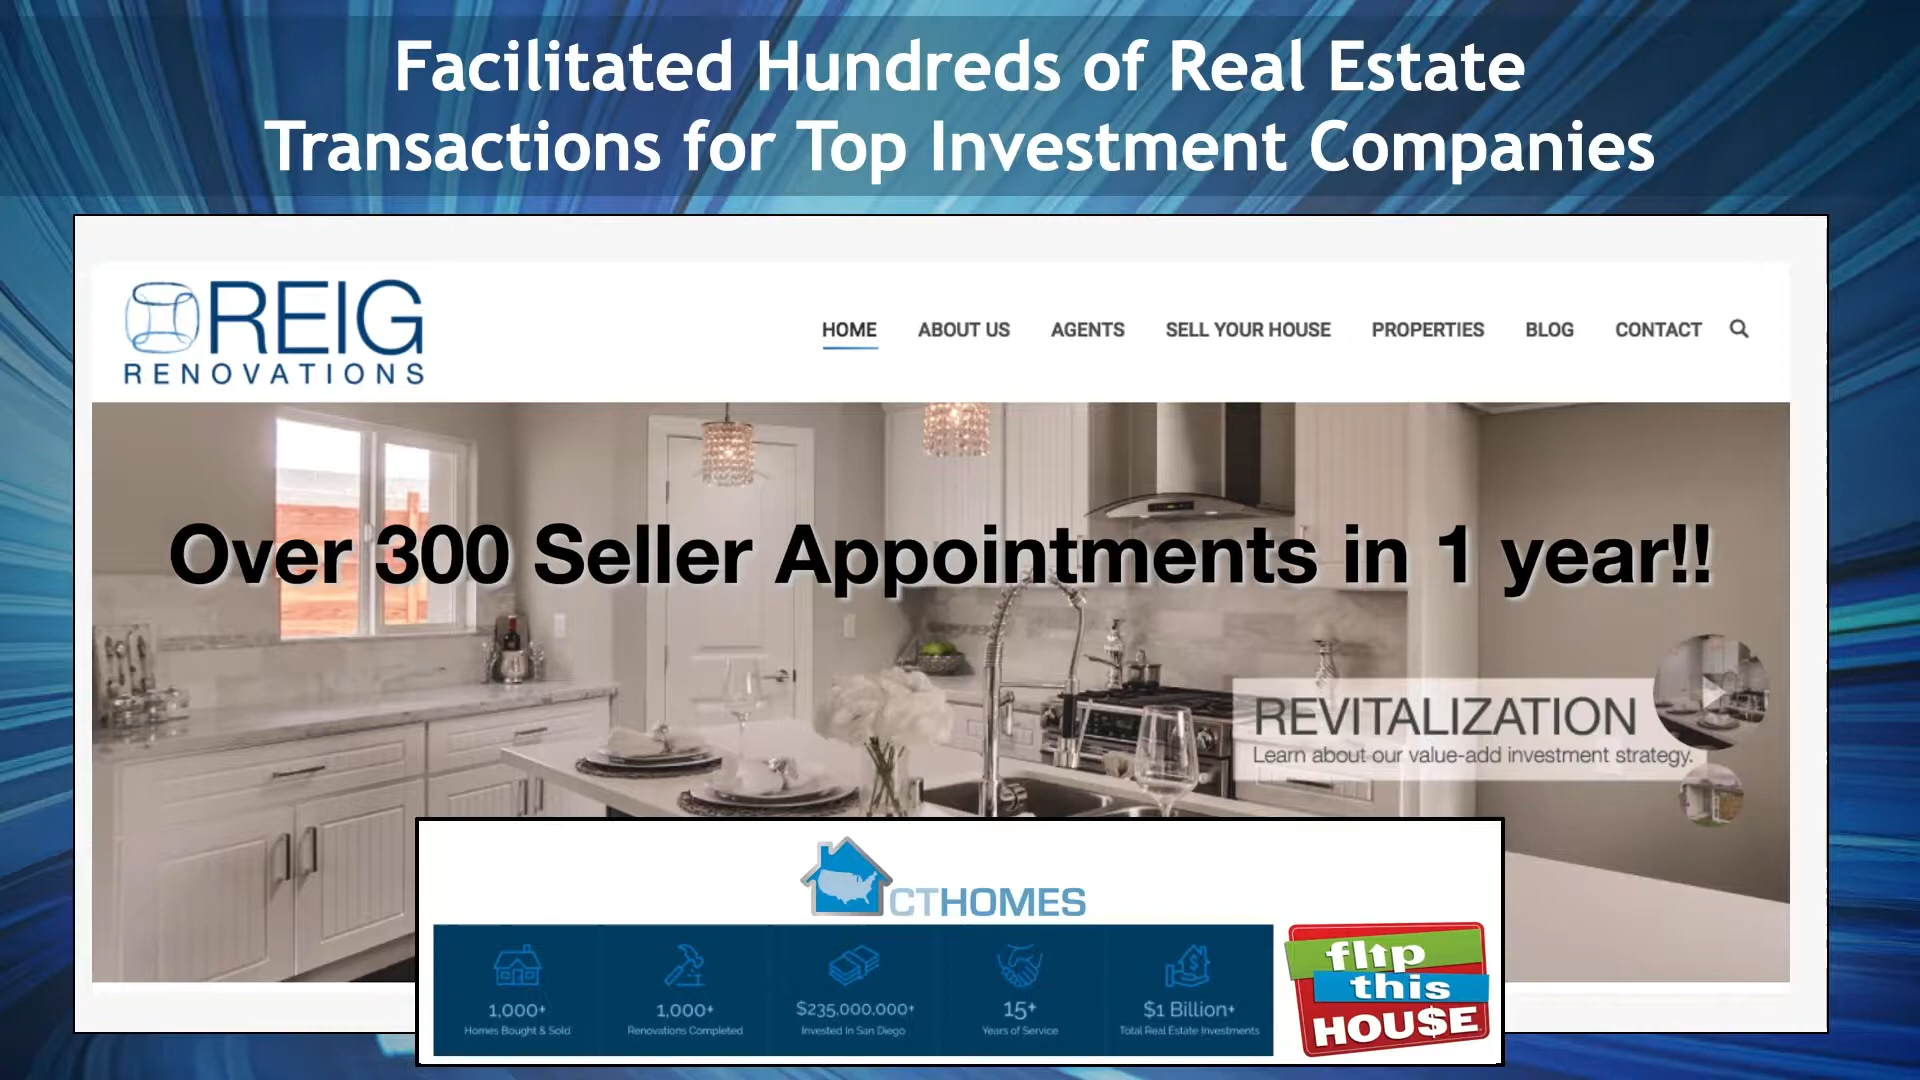 Facilitated Hundreds of Real Estate
Transactions for Top Investment Companies
REIG
RENOVATIONS
HOME ABOUT US AGENTS SELL YOUR HOUSE PROPERTIES BLOG CONTACT
Over 300 Seller Appointments in 1 year!!
REVITALIZATION
Learn about our value-add investment strategy.
CTHOMES
1,000+ 1,000+ $235,000,000+ 15+ $1 Billion+
Homes Bought & Sold Renovations Completed Invested In San Diego Years of Service Total Real Estate Investments
flip
this
HOU$E